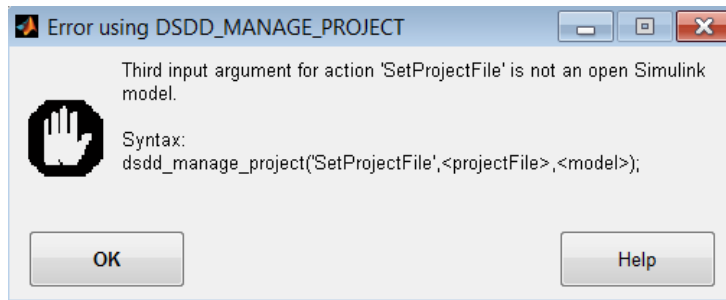 Error using DSDD_MANAGE_PROJECT
Third input argument for action 'SetProjectFile' is not an open Simulink
model.
Syntax:
dsdd_manage_project('SetProjectFile',<projectFile>,<model>);
OK
Help